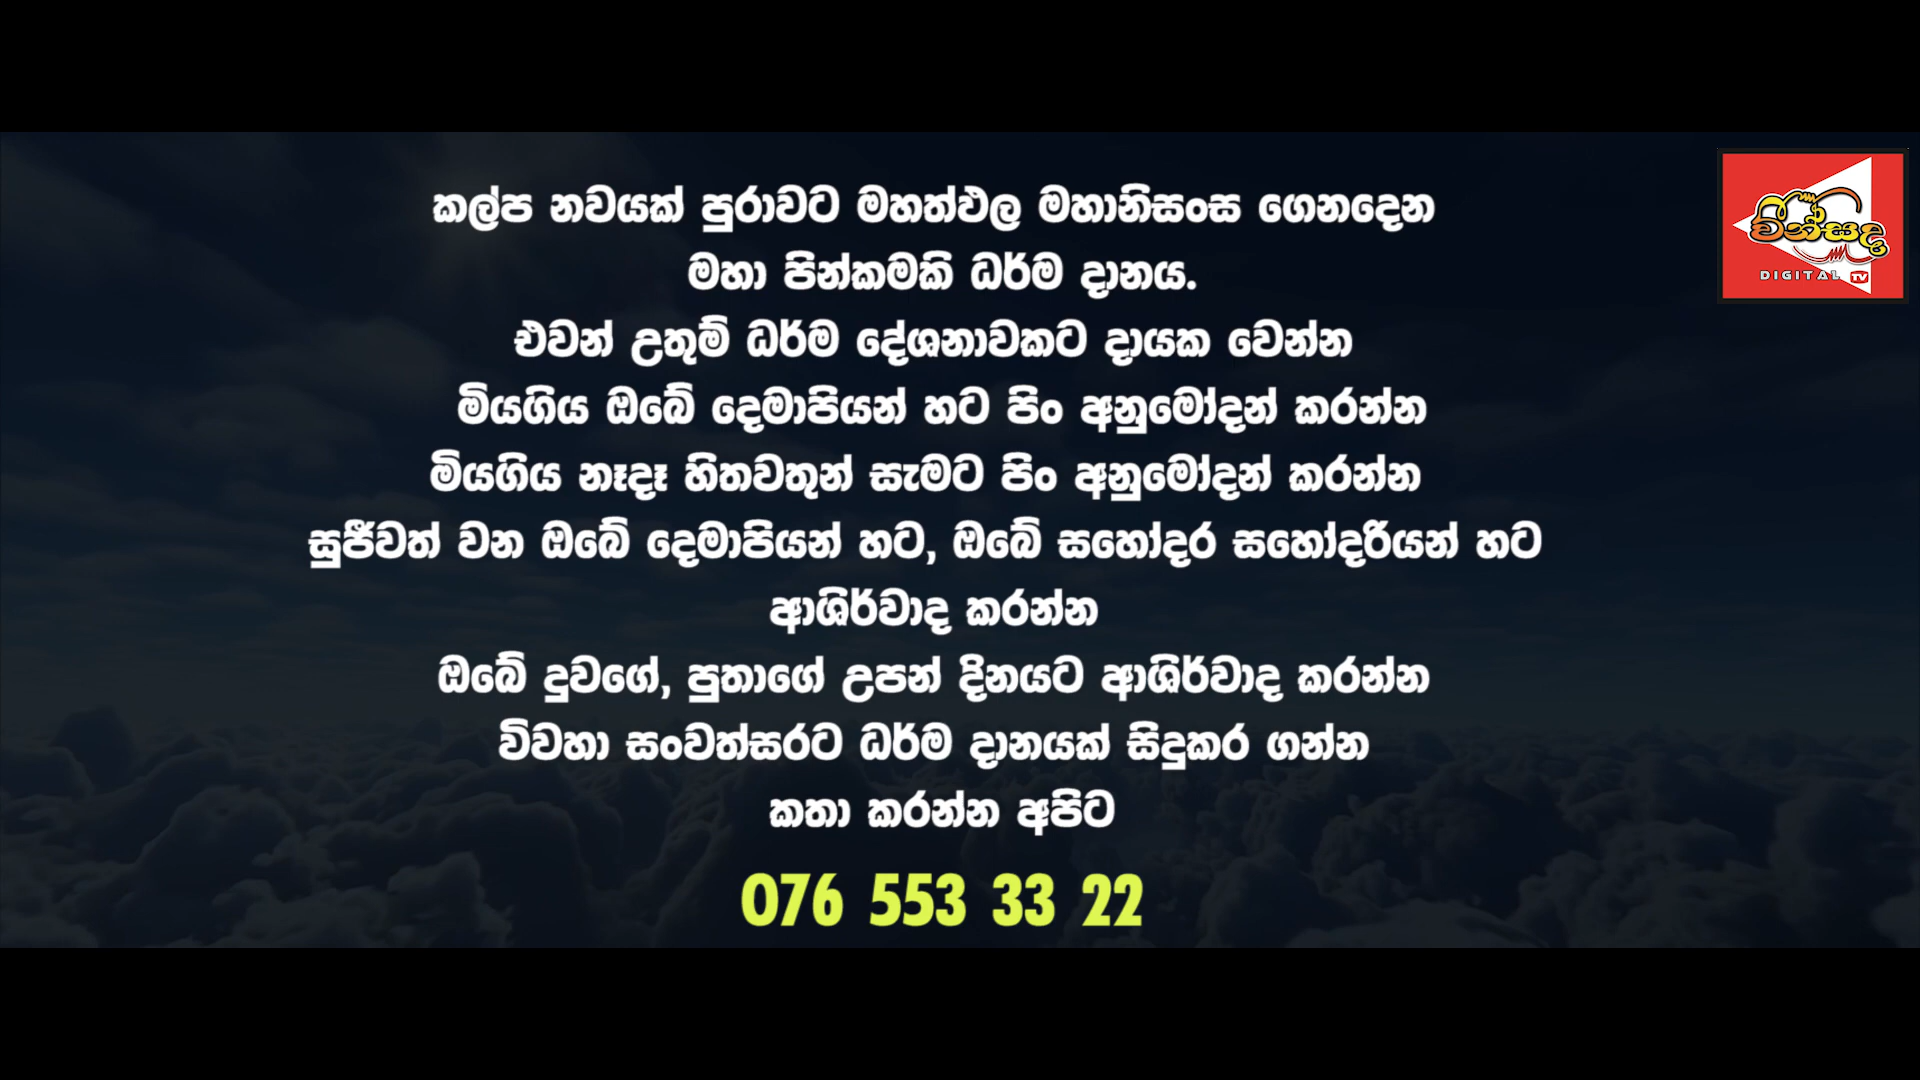 කල්ප නවයක් පුරාවට මහත්ඵල මහානිසංස ගෙනදෙන
මහා පින්කමකි ධර්ම දානය.
එවන් උතුම් ධර්ම දේශනාවකට දායක වෙන්න
මියගිය ඔබේ දෙමාපියන් හට පිං අනුමෝදන් කරන්න
මියගිය නෑදෑ හිතවතුන් සැමට පිං අනුමෝදන් කරන්න
සුජීවත් වන ඔබේ දෙමාපියන් හට, ඔබේ සහෝදර සහෝදරියන් හට
ආශිර්වාද කරන්න
ඔබේ දුවගේ, පුතාගේ උපන් දිනයට ආශිර්වාද කරන්න
විවහා සංවත්සරට ධර්ම දානයක් සිදුකර ගන්න
කතා කරන්න අපිට
076 553 33 22
වින්සඳ
DIGITAL TV